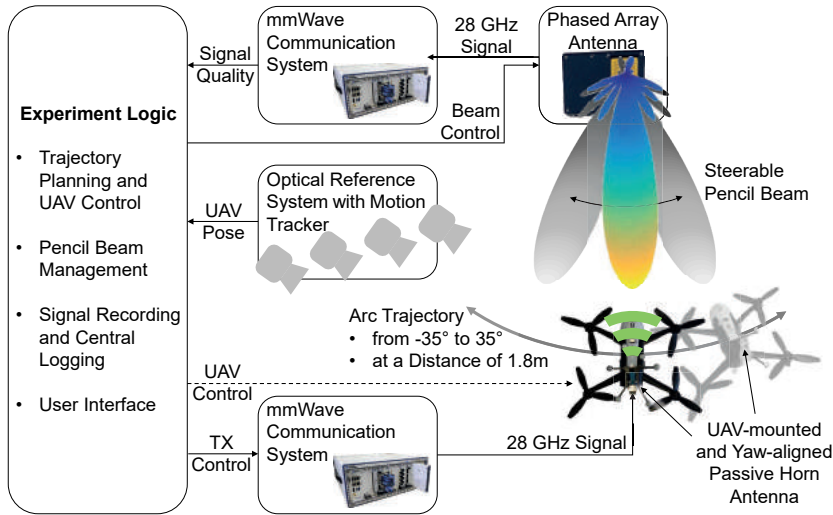 Experiment Logic
• Trajectory
Planning and
UAV Control
• Pencil Beam
Management
• Signal Recording
and Central
Logging
• User Interface
Signal
Quality
mmWave
Communication
System
28 GHz
Signal
Phased Array
Antenna
Beam
Control
Steerable
Pencil Beam
UAV
Pose
Optical Reference
System with Motion
Tracker
Arc Trajectory
• from -35° to 35°
• at a Distance of 1.8m
UAV
Control
TX
Control
mmWave
Communication
System
28 GHz Signal
UAV-mounted
and Yaw-aligned
Passive Horn
Antenna